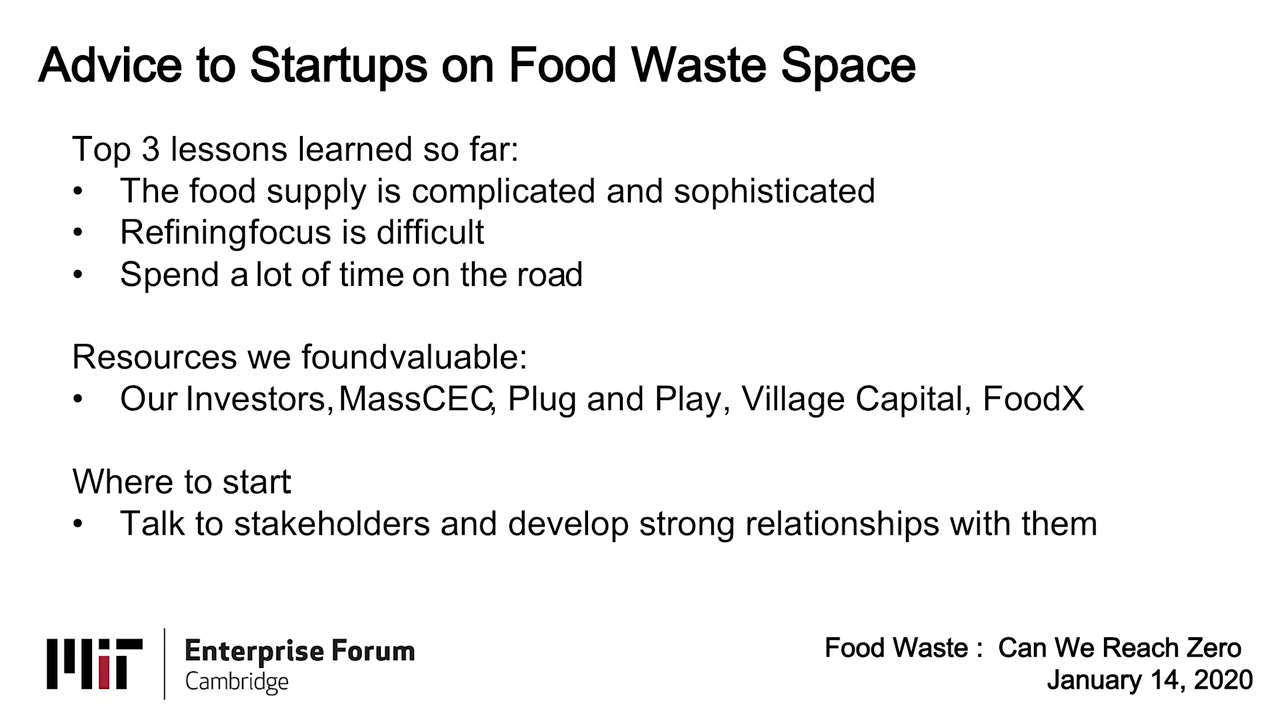 Advice to Startups on Food Waste Space
Top 3 lessons learned so far:
• The food supply is complicated and sophisticated
• Refiningfocus is difficult
• Spend a lot of time on the road
Resources we foundvaluable:
• Our Investors, MassCEC, Plug and Play, Village Capital, FoodX
Where to start:
• Talk to stakeholders and develop strong relationships with them
MIT
Enterprise Forum
Cambridge
Food Waste : Can We Reach Zero
January 14, 2020